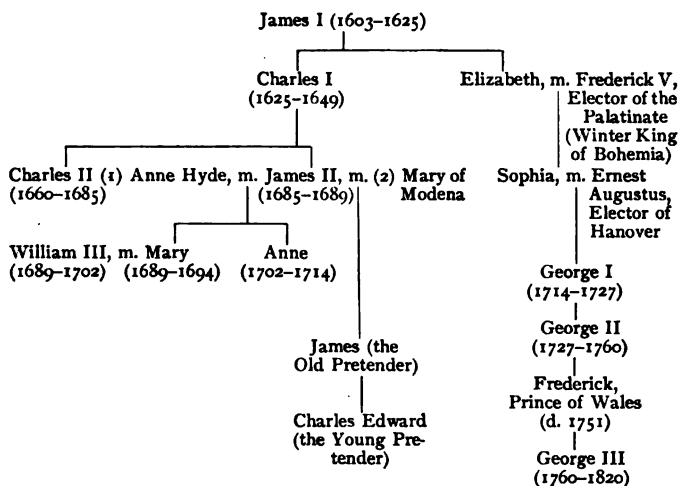 James I (1603–1625)
Charles I
(1625–1649)
Elizabeth, m. Frederick V,
Elector of the
Palatinate
(Winter King
of Bohemia)
Charles II (1) Anne Hyde, m. James II, m. (2) Mary of
(1660–1685) (1685–1689) Modena
Sophia, m. Ernest
Augustus,
Elector of
Hanover
William III, m. Mary Anne
(1689–1702) (1689–1694) (1702–1714)
George I
(1714–1727)
George II
(1727–1760)
James (the
Old Pretender)
Frederick,
Prince of Wales
(d. 1751)
Charles Edward
(the Young Pre-
tender)
George III
(1760–1820)